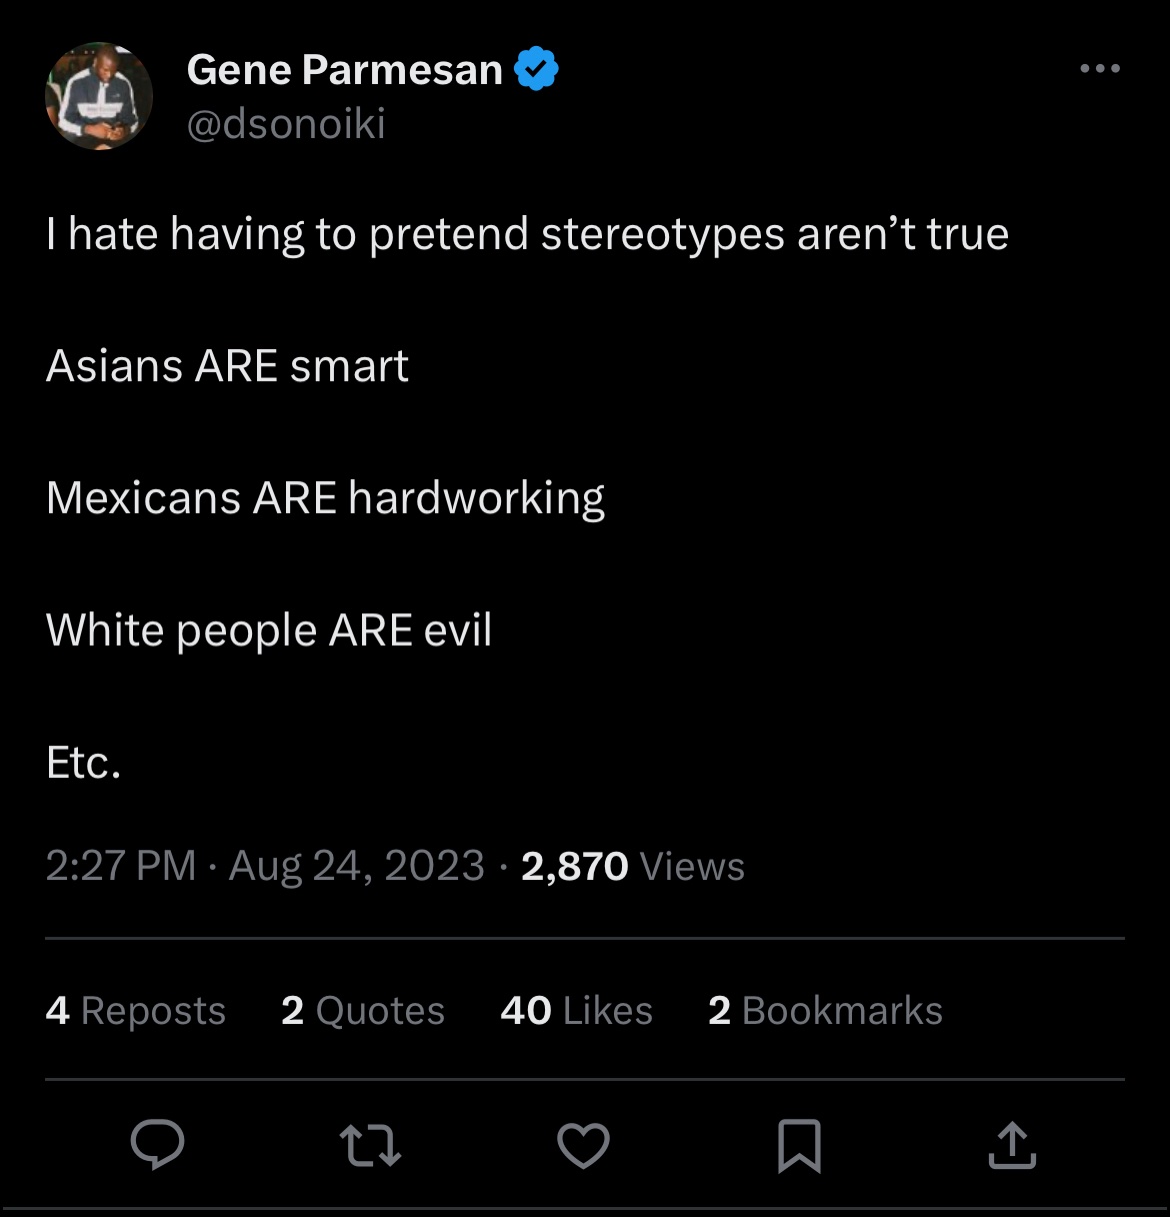 Gene Parmesan
@dsonoiki
I hate having to pretend stereotypes aren’t true
Asians ARE smart
Mexicans ARE hardworking
White people ARE evil
Etc.
2:27 PM · Aug 24, 2023 · 2,870 Views
4 Reposts 2 Quotes 40 Likes 2 Bookmarks